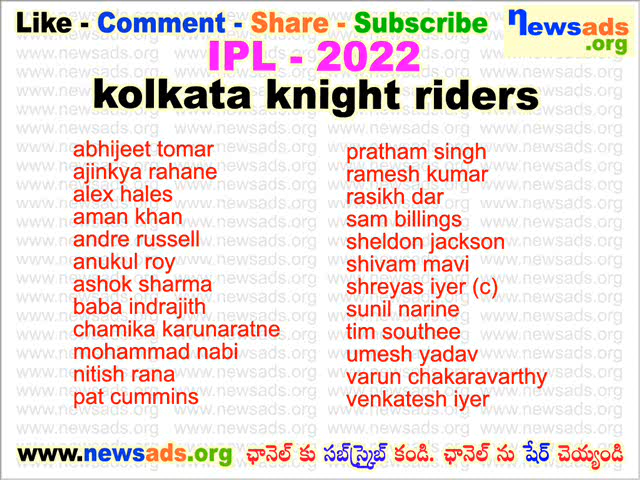 Like - Comment - Share - Subscribe
newsads
.org
IPL - 2022
kolkata knight riders
abhijeet tomar
ajinkya rahane
alex hales
aman khan
andre russell
anukul roy
ashok sharma
baba indrajith
chamika karunaratne
mohammad nabi
nitish rana
pat cummins
pratham singh
ramesh kumar
rasikh dar
sam billings
sheldon jackson
shivam mavi
shreyas iyer (c)
sunil narine
tim southee
umesh yadav
varun chakaravarthy
venkatesh iyer
www.newsads.org ఛానెల్ కు సబ్‌స్క్రైబ్ కండి. ఛానెల్ ను షేర్ చెయ్యండి